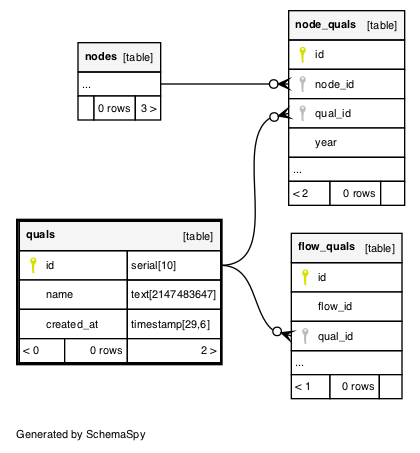 node_quals [table]
id
node_id
qual_id
year
...
< 2 0 rows
nodes [table]
...
0 rows 3 >
quals [table]
id serial[10]
name text[2147483647]
created_at timestamp[29,6]
< 0 0 rows 2 >
flow_quals [table]
id
flow_id
qual_id
...
< 1 0 rows
Generated by SchemaSpy